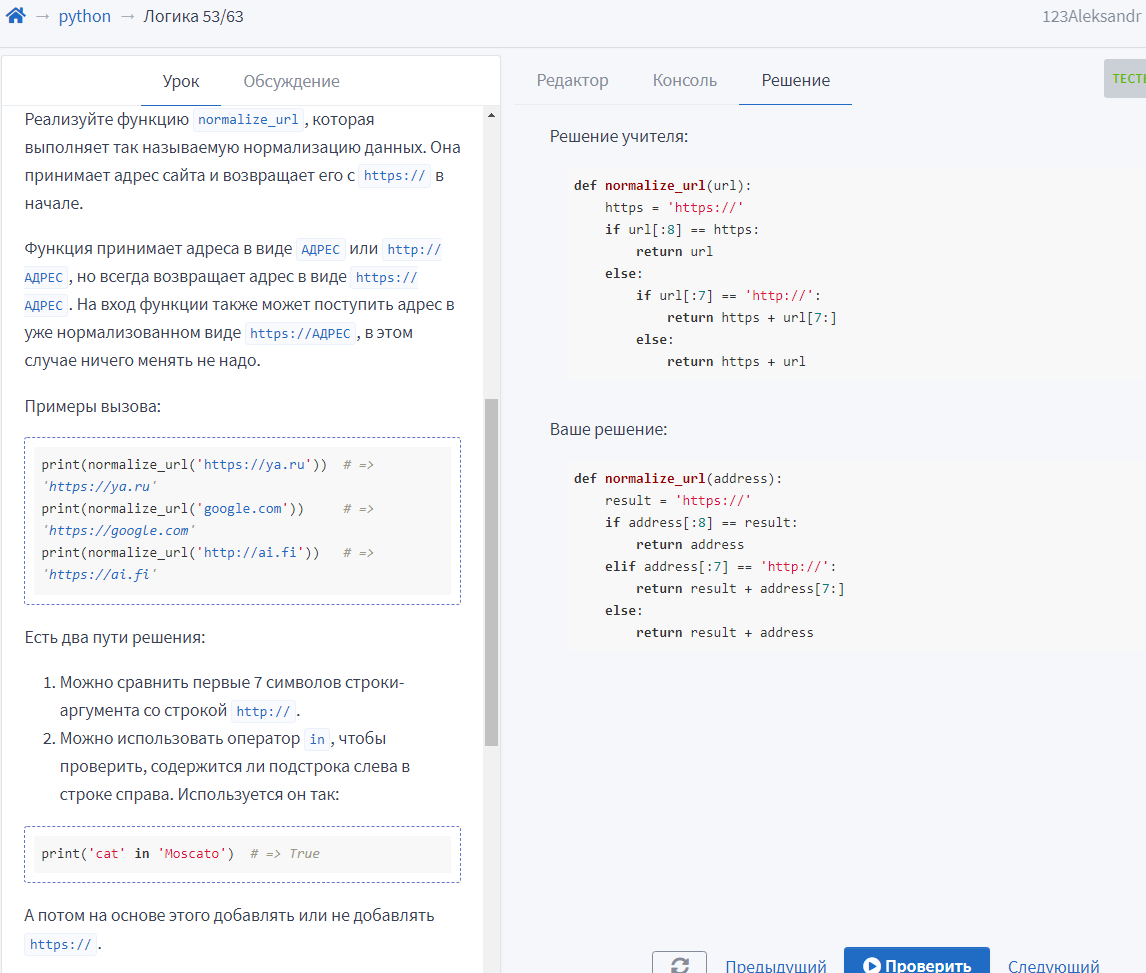 → python → Логика 53/63
123Aleksandr
Урок Обсуждение
Реализуйте функцию normalize_url, которая
выполняет так называемую нормализацию данных. Она
принимает адрес сайта и возвращает его с https:// в
начале.
Функция принимает адреса в виде АДРЕС или http://
АДРЕС, но всегда возвращает адрес в виде https://
АДРЕС. На вход функции также может поступить адрес в
уже нормализованном виде https://АДРЕС, в этом
случае ничего менять не надо.
Примеры вызова:
print(normalize_url('https://ya.ru')) # =>
'https://ya.ru'
print(normalize_url('google.com')) # =>
'https://google.com'
print(normalize_url('http://ai.fi')) # =>
'https://ai.fi'
Есть два пути решения:
1. Можно сравнить первые 7 символов строки-
аргумента со строкой http://.
2. Можно использовать оператор in, чтобы
проверить, содержится ли подстрока слева в
строке справа. Используется он так:
print('cat' in 'Moscato') # => True
А потом на основе этого добавлять или не добавлять
https://.
Редактор Консоль Решение
Решение учителя:
def normalize_url(url):
    https = 'https://'
    if url[:8] == https:
        return url
    else:
        if url[:7] == 'http://':
            return https + url[7:]
        else:
            return https + url
Ваше решение:
def normalize_url(address):
    result = 'https://'
    if address[:8] == result:
        return address
    elif address[:7] == 'http://':
        return result + address[7:]
    else:
        return result + address
Предыдущий Проверить Следующий